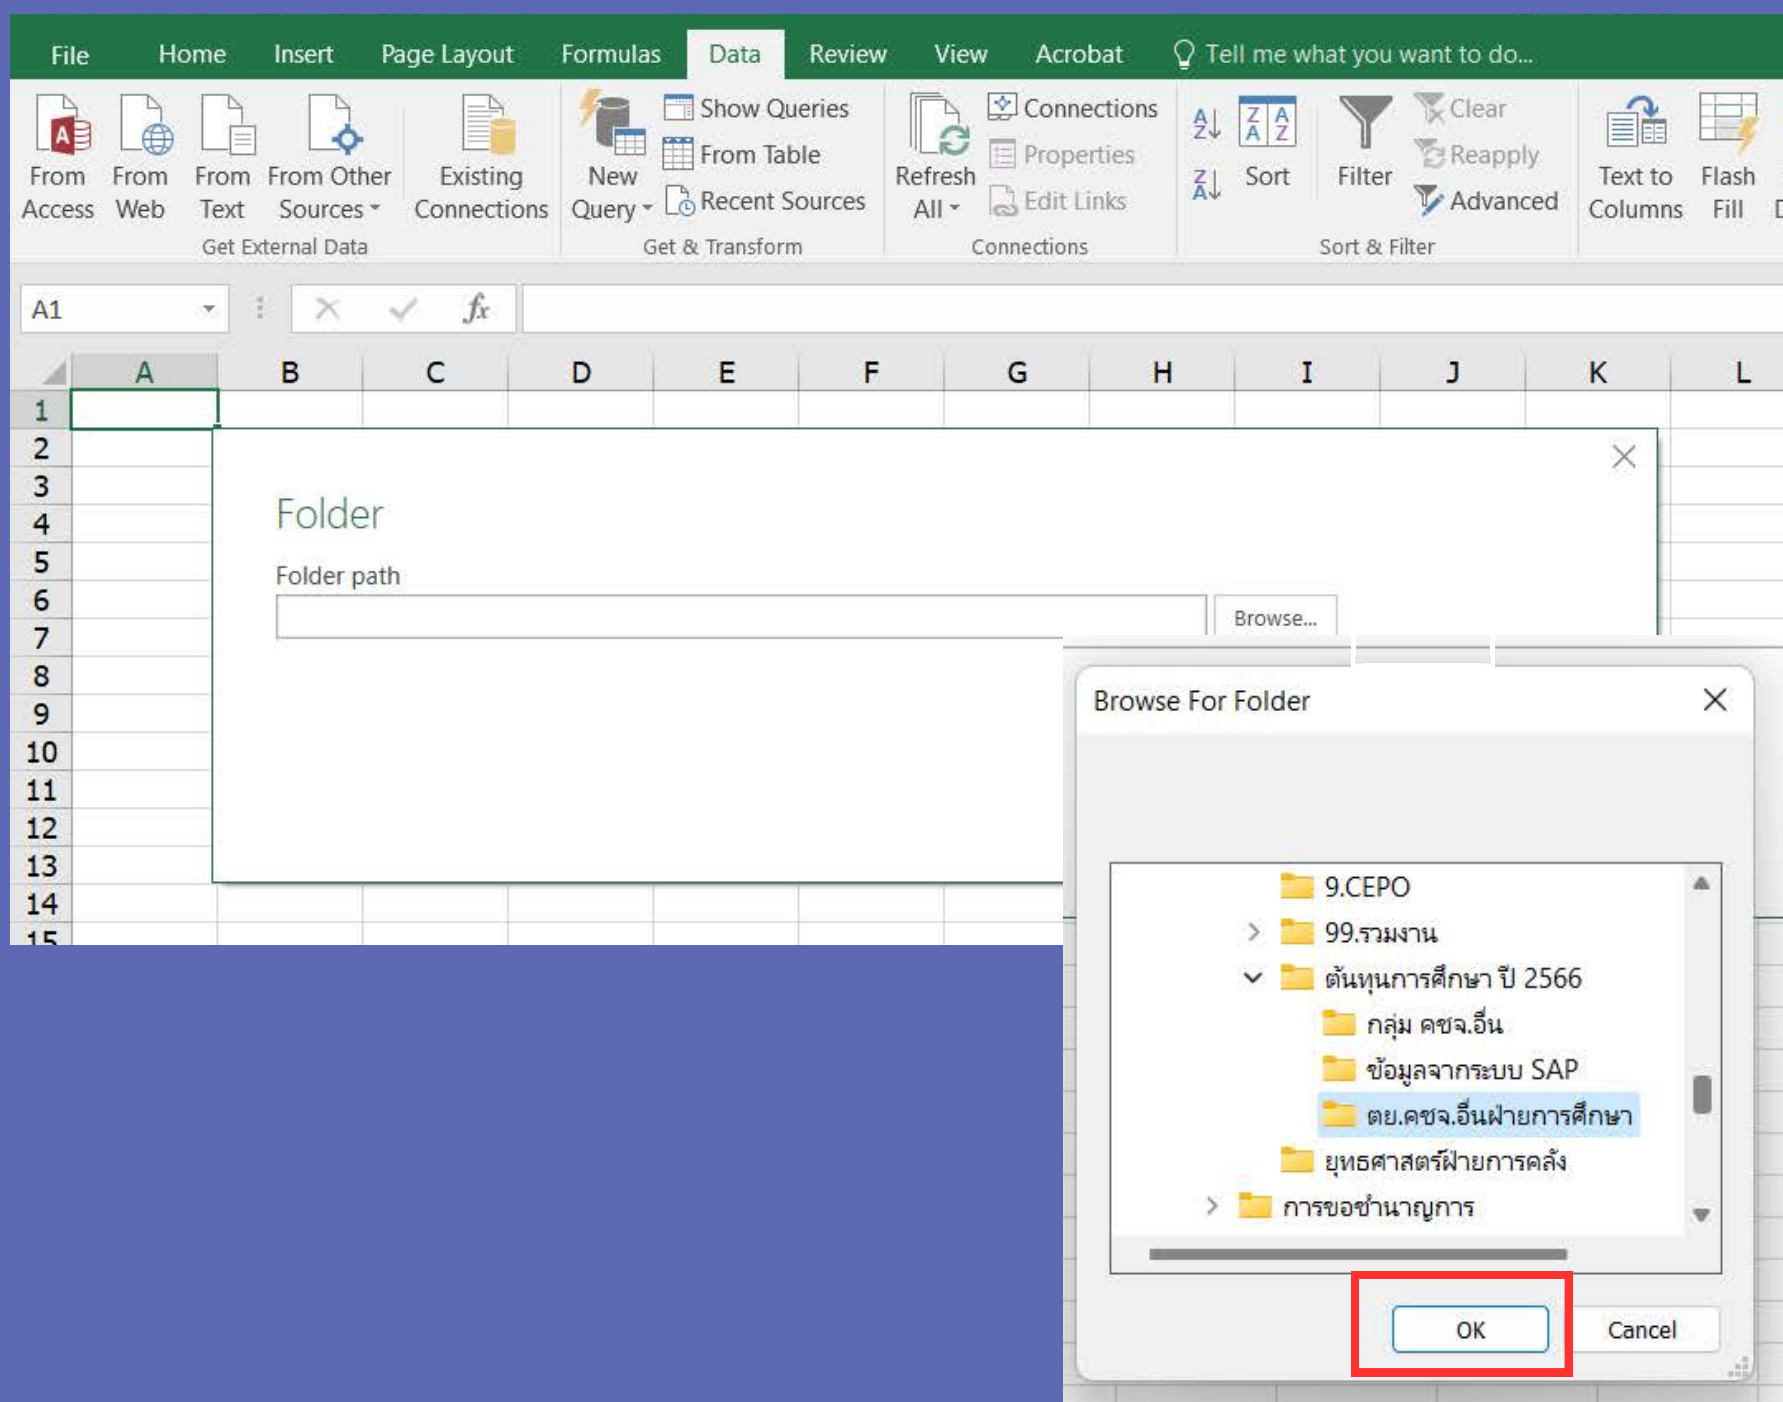 File Home Insert Page Layout Formulas Data Review View Acrobat Tell me what you want to do...
From Access
From Web
From Text
From Other Sources
Existing Connections
Get External Data
New Query
Show Queries
From Table
Recent Sources
Get & Transform
Refresh All
Connections
Properties
Edit Links
Connections
Sort
Filter
Clear
Reapply
Advanced
Sort & Filter
Text to Columns
Flash Fill
A1
fx
A B C D E F G H I J K L
1
2
3
4
5
6
7
8
9
10
11
12
13
14
15
Folder
Folder path
Browse...
Browse For Folder
9.CEPO
99.รวมงาน
ต้นทุนการศึกษา ปี 2566
กลุ่ม คชจ.อื่น
ข้อมูลจากระบบ SAP
ตย.คชจ.อื่นฝ่ายการศึกษา
ยุทธศาสตร์ฝ่ายการคลัง
การขอชำนาญการ
OK Cancel